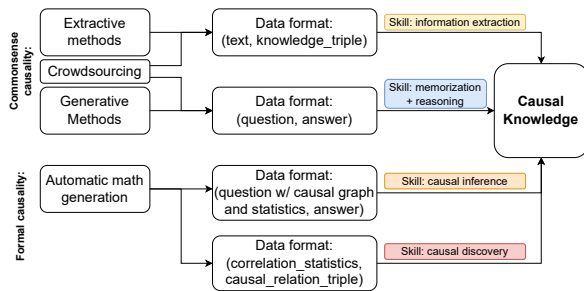 Commonsense
causality:
Extractive
methods
Crowdsourcing
Generative
Methods
Data format:
(text, knowledge_triple)
Data format:
(question, answer)
Skill: information extraction
Skill: memorization
+ reasoning
Causal
Knowledge
Formal causality:
Automatic math
generation
Data format:
(question w/ causal graph
and statistics, answer)
Data format:
(correlation_statistics,
causal_relation_triple)
Skill: causal inference
Skill: causal discovery